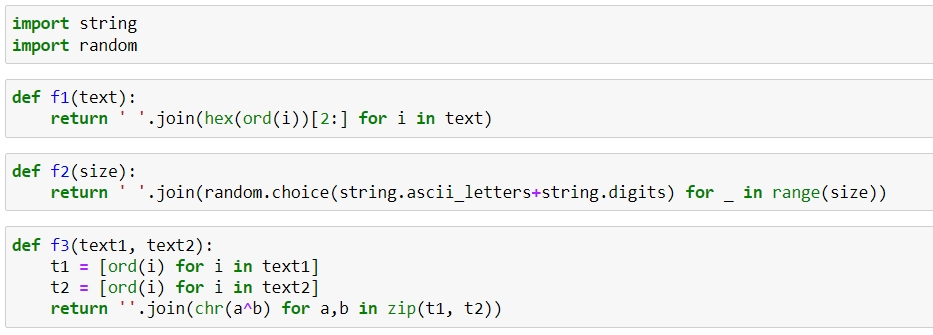 import string
import random
def f1(text):
    return ' '.join(hex(ord(i))[2:] for i in text)
def f2(size):
    return ' '.join(random.choice(string.ascii_letters+string.digits) for _ in range(size))
def f3(text1, text2):
    t1 = [ord(i) for i in text1]
    t2 = [ord(i) for i in text2]
    return ''.join(chr(a^b) for a,b in zip(t1, t2))